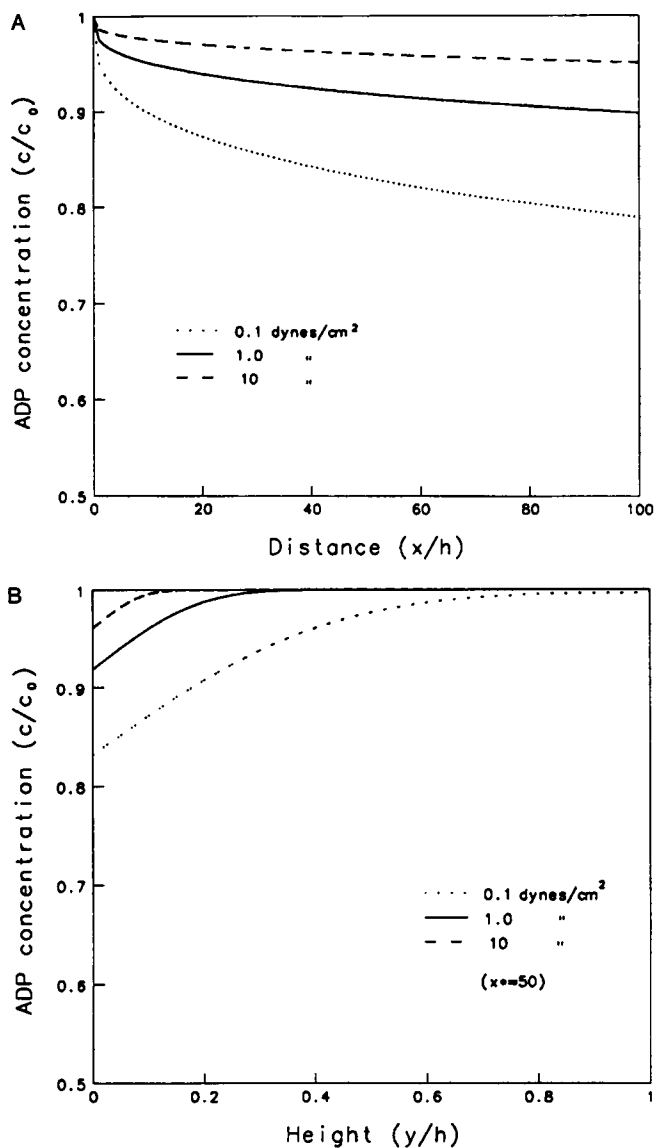 A
ADP concentration (c/c₀)
1
0.9
0.8
0.7
0.6
0.5
0.1 dynes/cm²
1.0 "
10 "
0 20 40 60 80 100
Distance (x/h)
B
ADP concentration (c/c₀)
1
0.9
0.8
0.7
0.6
0.5
0.1 dynes/cm²
1.0 "
10 "
(x*=50)
0 0.2 0.4 0.6 0.8 1
Height (y/h)